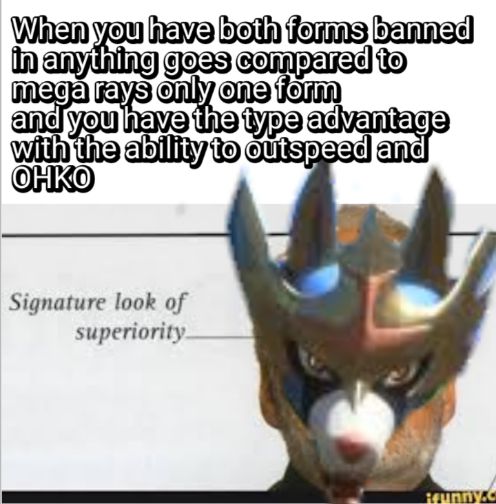 When you have both forms banned
in anything goes compared to
mega rays only one form
and you have the type advantage
with the ability to outspeed and
OHKO
Signature look of
superiority
ifunny.c